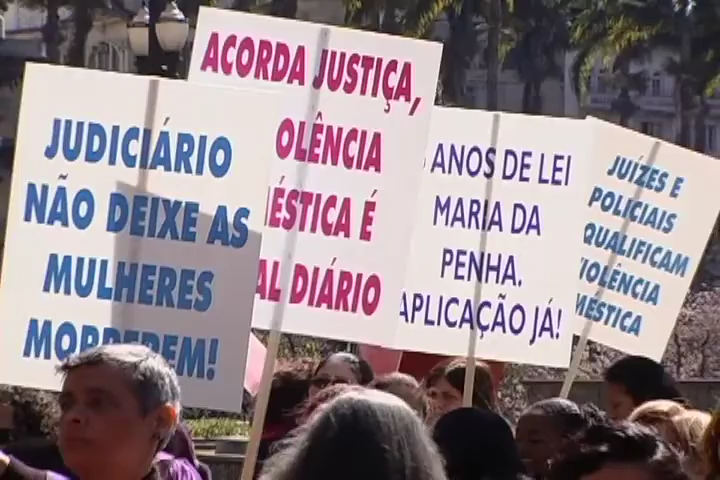 JUDICIÁRIO
NÃO DEIXE AS
MULHERES
MORREREM!
ACORDA JUSTIÇA,
OLÊNCIA
ÉSTICA É
AL DIÁRIO
ANOS DE LEI
MARIA DA
PENHA.
APLICAÇÃO JÁ!
JUÍZES E
POLICIAIS
QUALIFICAM
VIOLÊNCIA
MÉSTICA